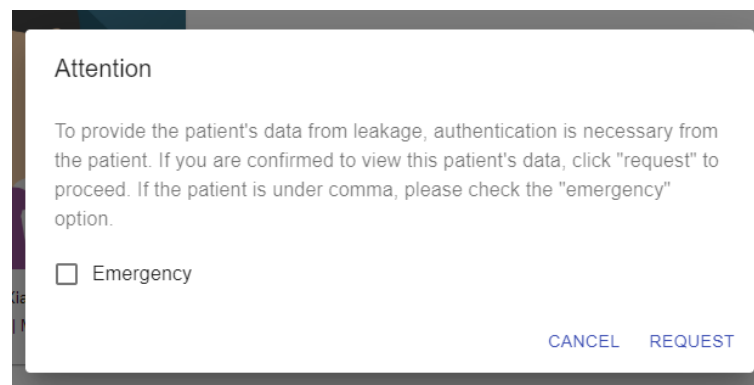 Attention
To provide the patient's data from leakage, authentication is necessary from
the patient. If you are confirmed to view this patient's data, click "request" to
proceed. If the patient is under comma, please check the "emergency"
option.
Emergency
CANCEL REQUEST